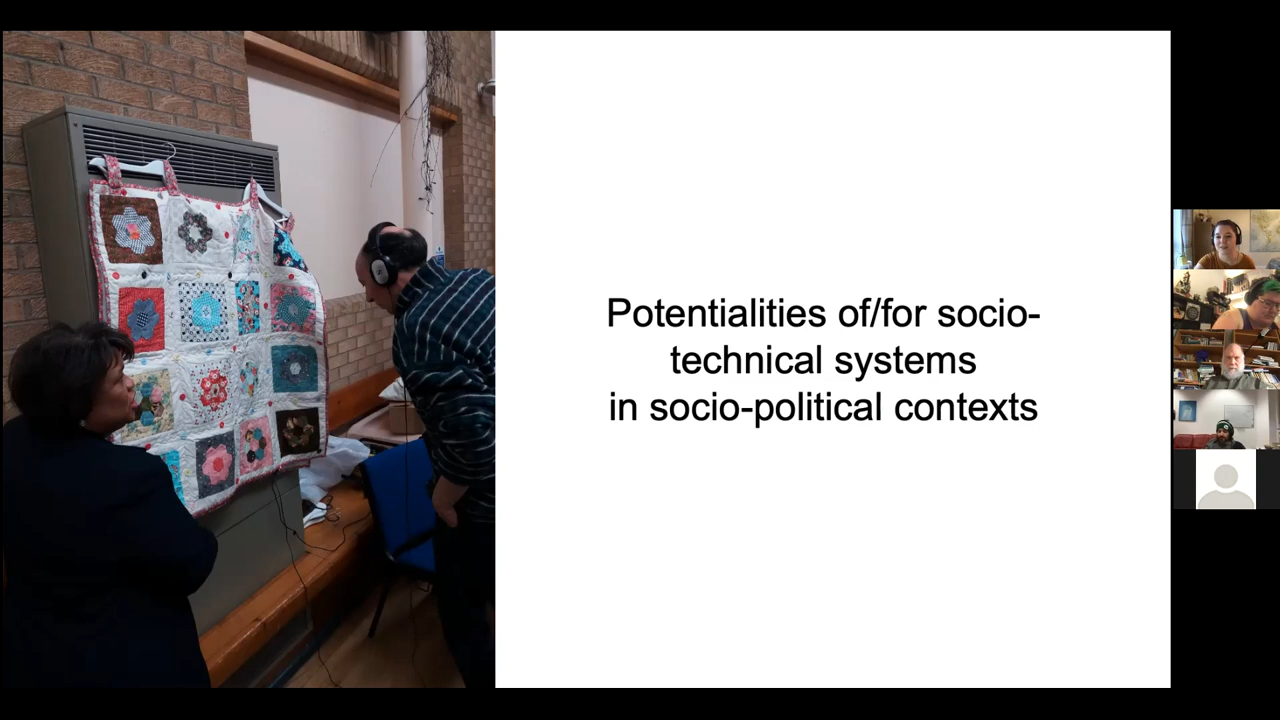 Potentialities of/for socio-
technical systems
in socio-political contexts